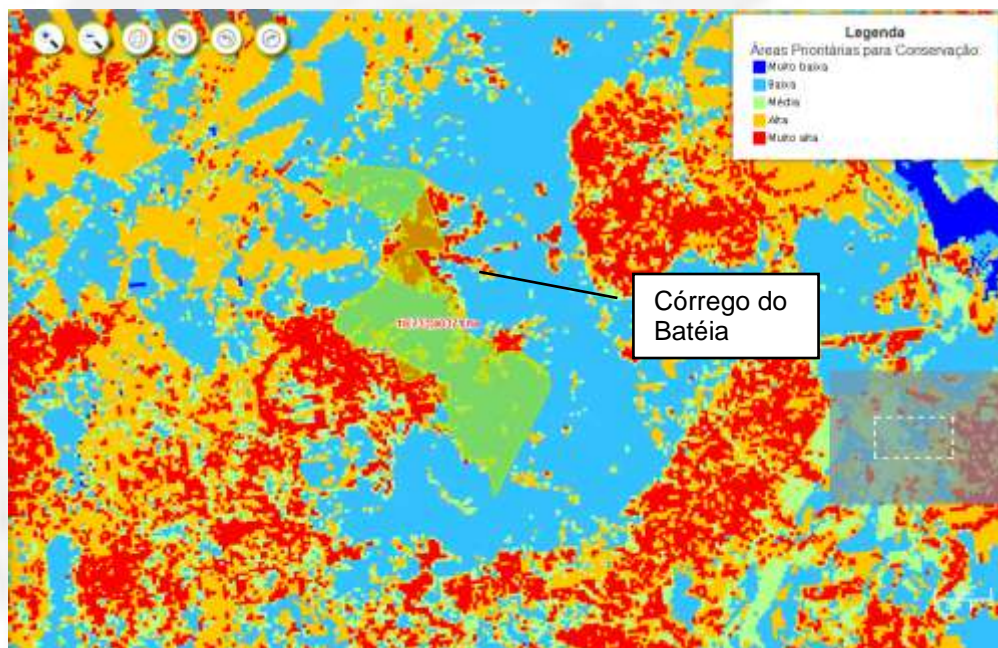 Legenda
Áreas Prioritárias para Conservação:
Muito baixa
Baixa
Média
Alta
Muito alta
Córrego do
Batéia